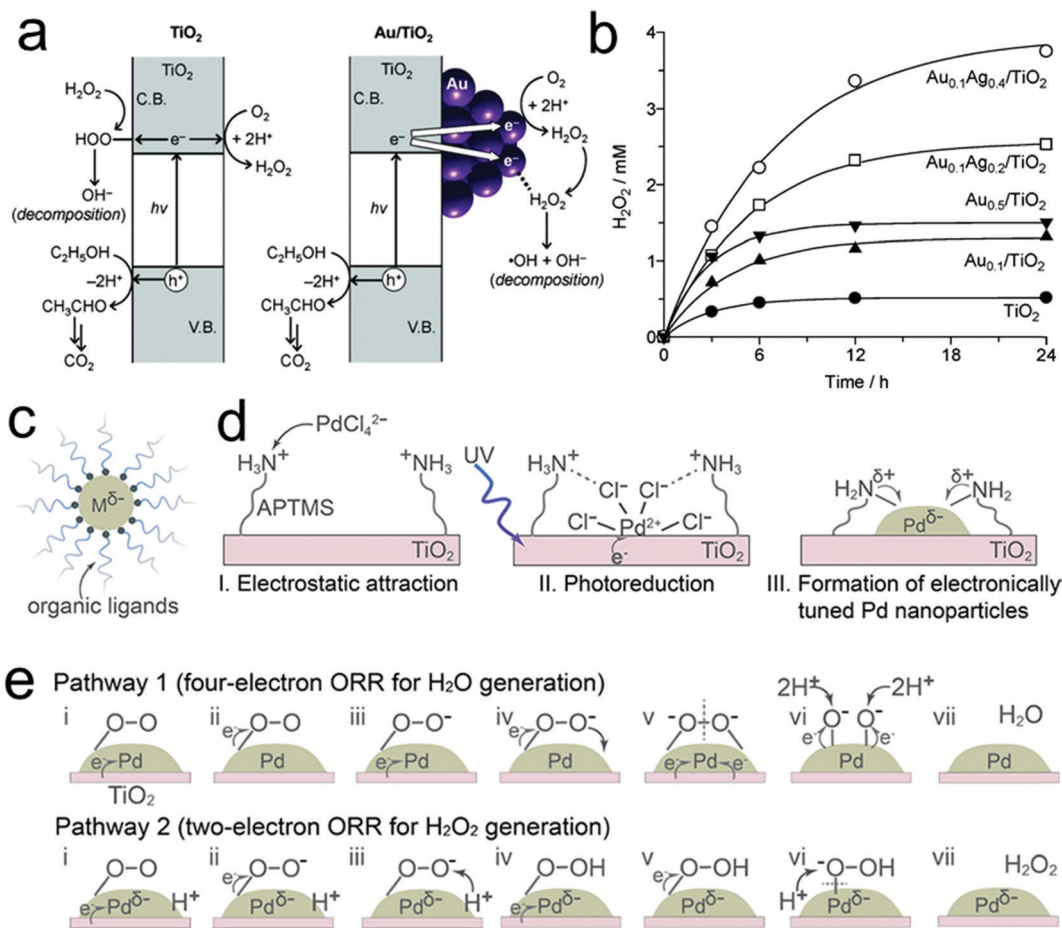 a
TiO₂
TiO₂
C.B.
H₂O₂
HOO
e⁻
O₂
+ 2H⁺
H₂O₂
OH⁻
(decomposition)
hν
C₂H₅OH
–2H⁺
h⁺
CH₃CHO
V.B.
CO₂
Au/TiO₂
TiO₂
C.B.
Au
O₂
+ 2H⁺
e⁻
e⁻
e⁻
H₂O₂
H₂O₂
hν
•OH + OH⁻
(decomposition)
C₂H₅OH
–2H⁺
h⁺
CH₃CHO
V.B.
CO₂
b
H₂O₂ / mM
4
3
2
1
0
Au₀.₁Ag₀.₄/TiO₂
Au₀.₁Ag₀.₂/TiO₂
Au₀.₅/TiO₂
Au₀.₁/TiO₂
TiO₂
0 6 12 18 24
Time / h
c
Mδ-
organic ligands
d
PdCl₄²⁻
H₃N⁺
⁺NH₃
APTMS
TiO₂
I. Electrostatic attraction
UV
H₃N⁺
⁺NH₃
Cl⁻ Cl⁻
Cl⁻ Pd²⁺ Cl⁻
e⁻
TiO₂
II. Photoreduction
H₂N δ+
δ+ NH₂
Pdδ-
TiO₂
III. Formation of electronically
tuned Pd nanoparticles
e
Pathway 1 (four-electron ORR for H₂O generation)
i
O–O
e⁻ Pd
TiO₂
ii
O–O
e⁻
Pd
iii
O–O⁻
e⁻ Pd
iv
O–O⁻
e⁻
Pd
v
⁻O–O⁻
e⁻ Pd e⁻
vi
2H⁺ 2H⁺
O⁻ O⁻
e⁻ e⁻
Pd
vii
H₂O
Pd
Pathway 2 (two-electron ORR for H₂O₂ generation)
i
O–O
e⁻ Pdδ- H⁺
ii
O–O⁻
e⁻
Pdδ- H⁺
iii
O–O⁻
Pdδ- H⁺
iv
O–OH
e⁻ Pdδ-
v
O–OH
e⁻
Pdδ-
vi
⁻O–OH
H⁺ Pdδ-
vii
H₂O₂
Pdδ-